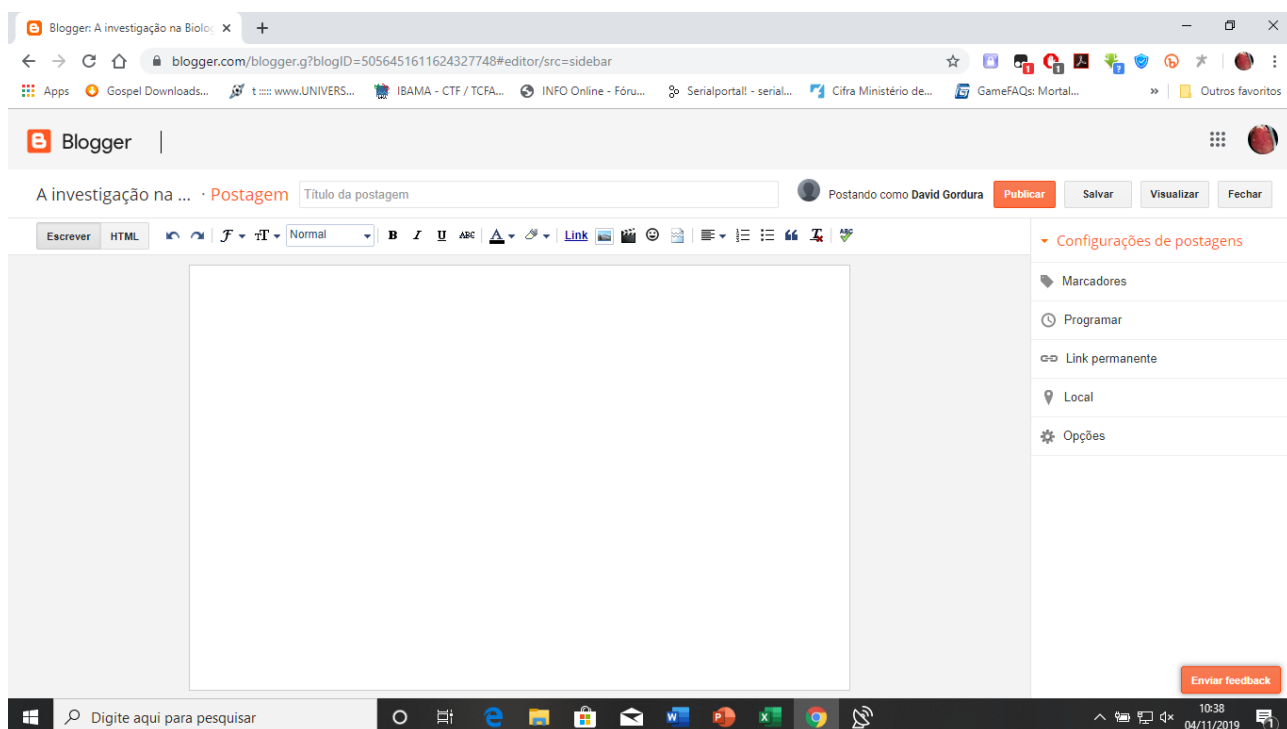 Blogger: A investigação na Biolog
blogger.com/blogger.g?blogID=5056451611624327748#editor/src=sidebar
Apps Gospel Downloads... t ::::: www.UNIVERS... IBAMA - CTF / TCFA... INFO Online - Fóru... Serialportal! - serial... Cifra Ministério de... GameFAQs: Mortal... » Outros favoritos
Blogger
A investigação na ... · Postagem Título da postagem Postando como David Gordura Publicar Salvar Visualizar Fechar
Escrever HTML Normal B I U ABC A Link ABC
Configurações de postagens
Marcadores
Programar
Link permanente
Local
Opções
Enviar feedback
Digite aqui para pesquisar
10:38
04/11/2019